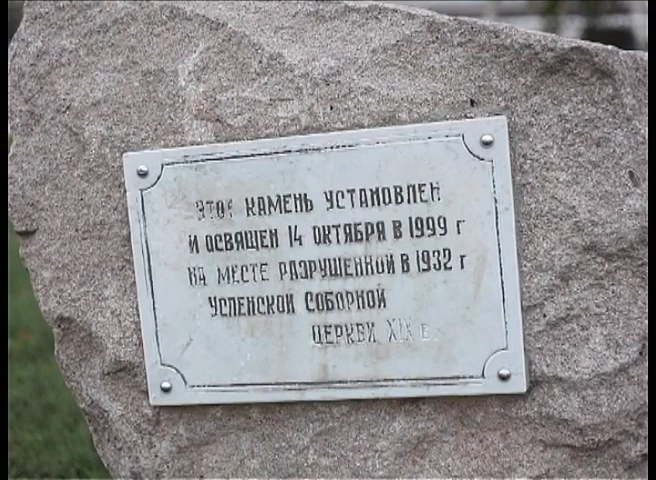 ЭТОТ КАМЕНЬ УСТАНОВЛЕН
И ОСВЯЩЕН 14 ОКТЯБРЯ В 1999 Г
НА МЕСТЕ РАЗРУШЕННОЙ В 1932 Г
УСПЕНСКОЙ СОБОРНОЙ
ЦЕРКВИ XIX В.